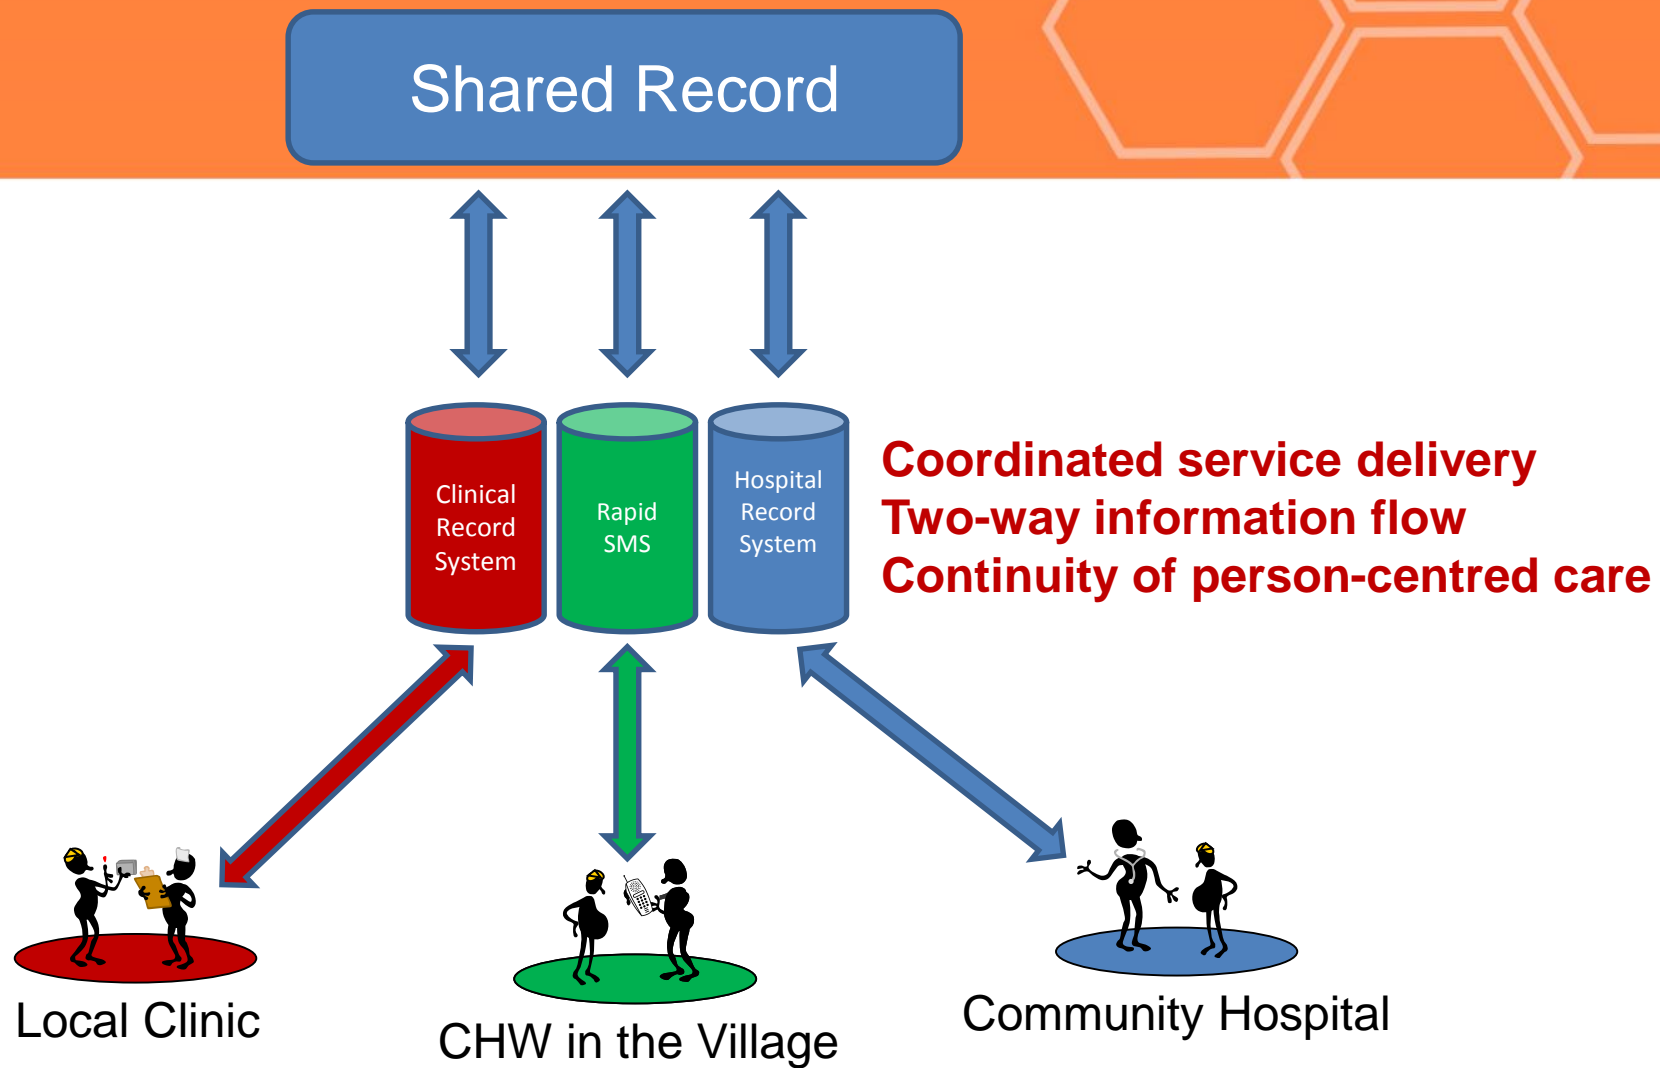 Shared Record
Clinical
Record
System
Rapid
SMS
Hospital
Record
System
Coordinated service delivery
Two-way information flow
Continuity of person-centred care
Local Clinic
CHW in the Village
Community Hospital